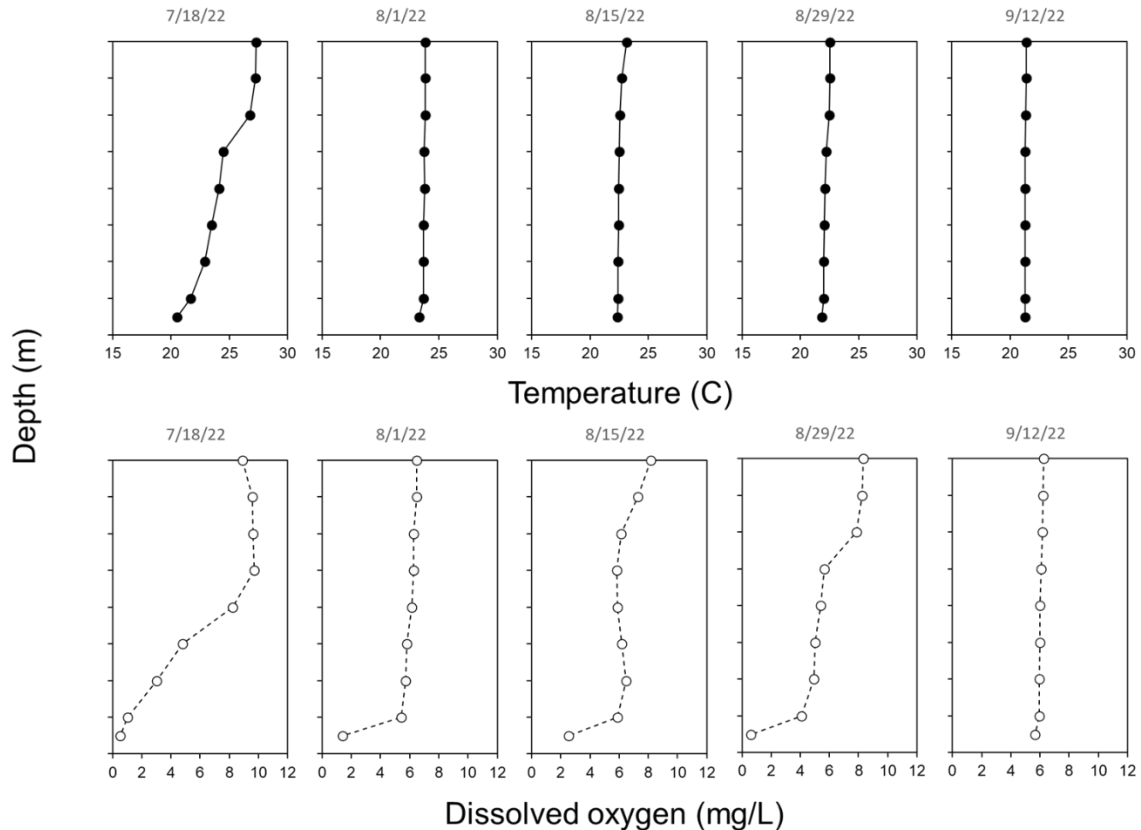 7/18/22 8/1/22 8/15/22 8/29/22 9/12/22
15 20 25 30 15 20 25 30 15 20 25 30 15 20 25 30 15 20 25 30
Temperature (C)
Depth (m)
7/18/22 8/1/22 8/15/22 8/29/22 9/12/22
0 2 4 6 8 10 12 0 2 4 6 8 10 12 0 2 4 6 8 10 12 0 2 4 6 8 10 12 0 2 4 6 8 10 12
Dissolved oxygen (mg/L)